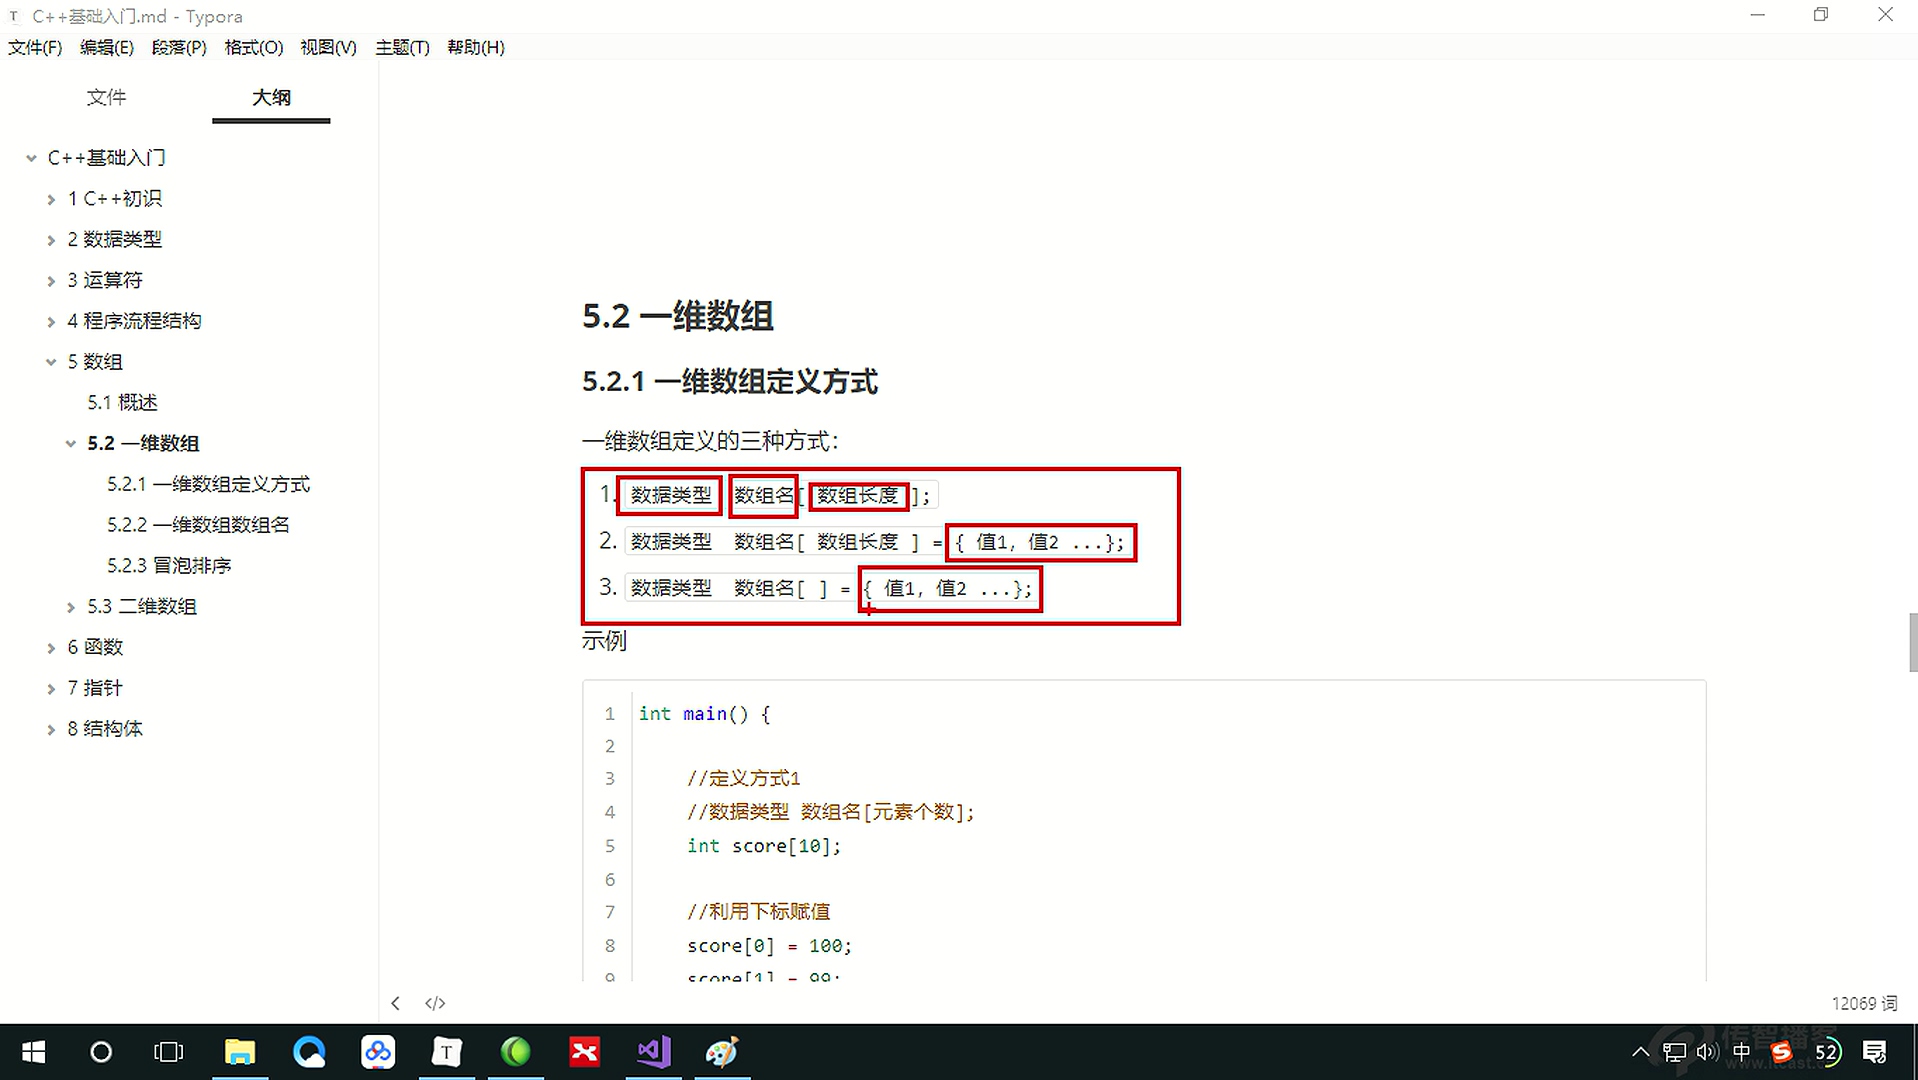 C++基础入门.md - Typora
文件(F) 编辑(E) 段落(P) 格式(O) 视图(V) 主题(T) 帮助(H)
文件 大纲
C++基础入门
1 C++初识
2 数据类型
3 运算符
4 程序流程结构
5 数组
5.1 概述
5.2 一维数组
5.2.1 一维数组定义方式
5.2.2 一维数组数组名
5.2.3 冒泡排序
5.3 二维数组
6 函数
7 指针
8 结构体
5.2 一维数组
5.2.1 一维数组定义方式
一维数组定义的三种方式：
1. 数据类型 数组名[ 数组长度 ];
2. 数据类型 数组名[ 数组长度 ] = { 值1，值2 ...};
3. 数据类型 数组名[ ] = { 值1，值2 ...};
示例
1 int main() {
2
3 //定义方式1
4 //数据类型 数组名[元素个数];
5 int score[10];
6
7 //利用下标赋值
8 score[0] = 100;
9 score[1] = 99;
</> 12069 词
T 中 S 52
传智播客
www.itcast.cn